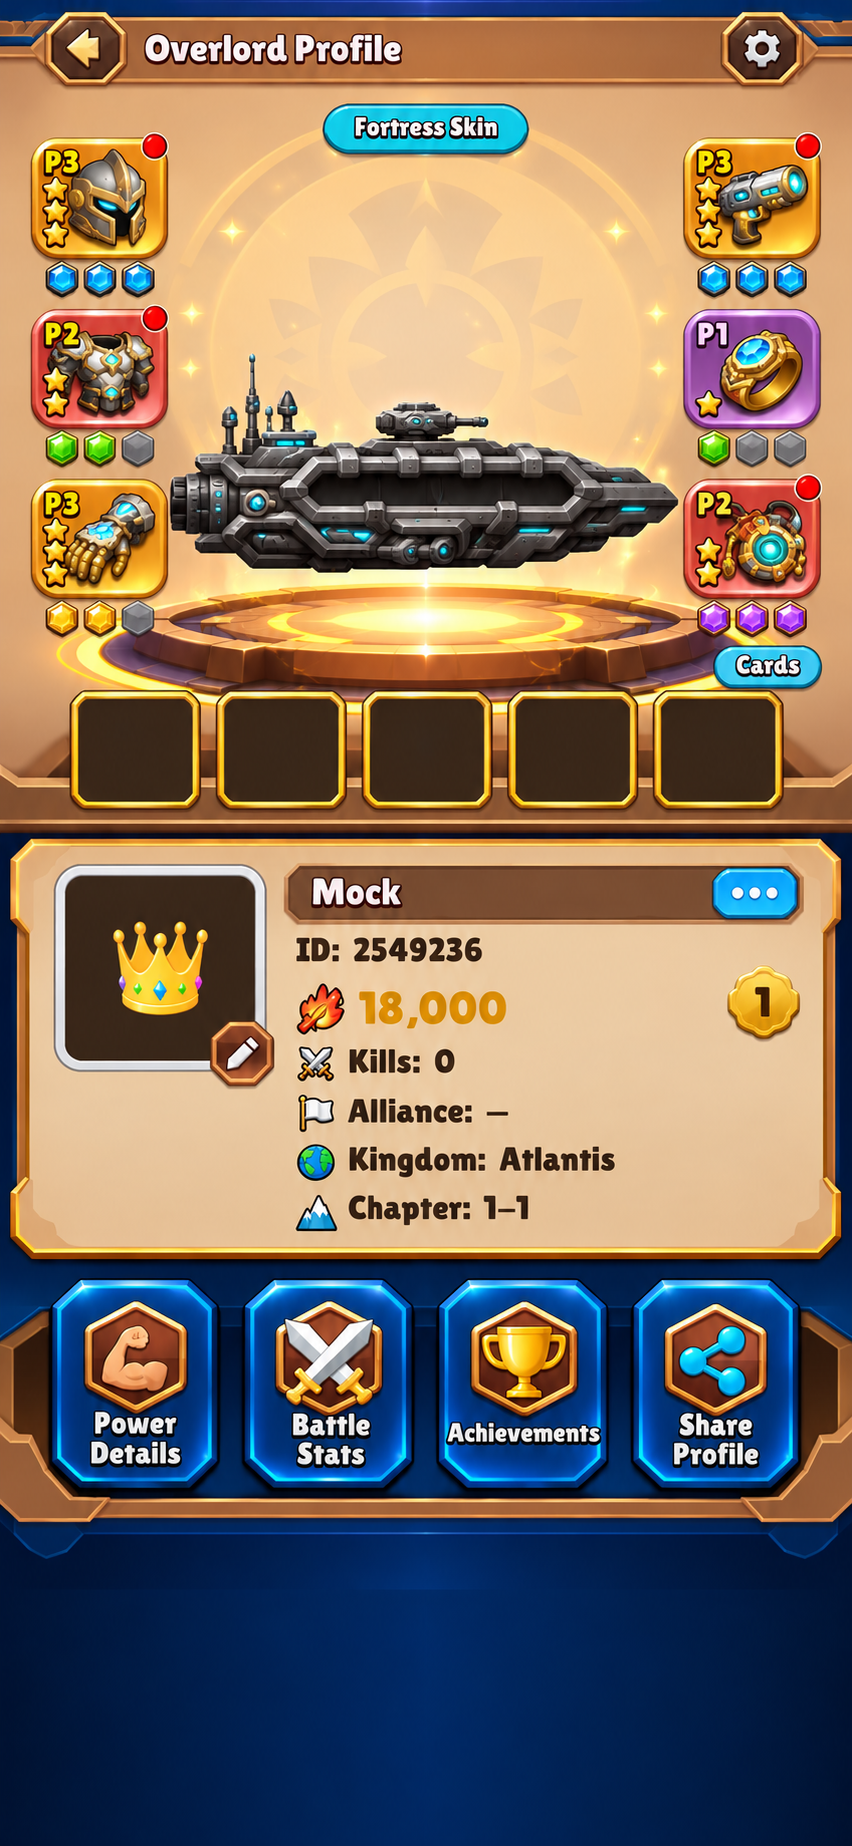 Overlord Profile
Fortress Skin
P3
P3
P2
P1
P3
P2
Cards
Mock
ID: 2549236
18,000
1
Kills: 0
Alliance: —
Kingdom: Atlantis
Chapter: 1–1
Power
Details
Battle
Stats
Achievements
Share
Profile